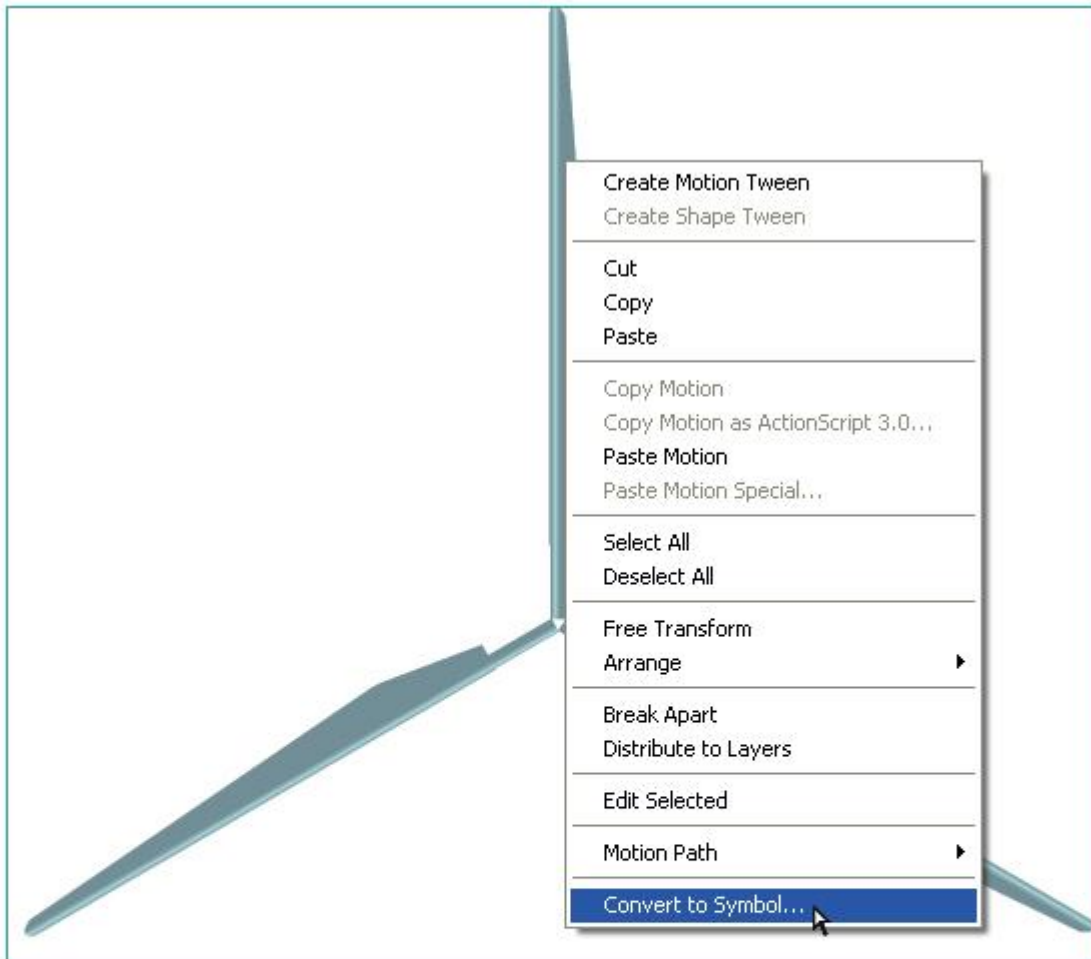 Create Motion Tween
Create Shape Tween
Cut
Copy
Paste
Copy Motion
Copy Motion as ActionScript 3.0...
Paste Motion
Paste Motion Special...
Select All
Deselect All
Free Transform
Arrange
Break Apart
Distribute to Layers
Edit Selected
Motion Path
Convert to Symbol...